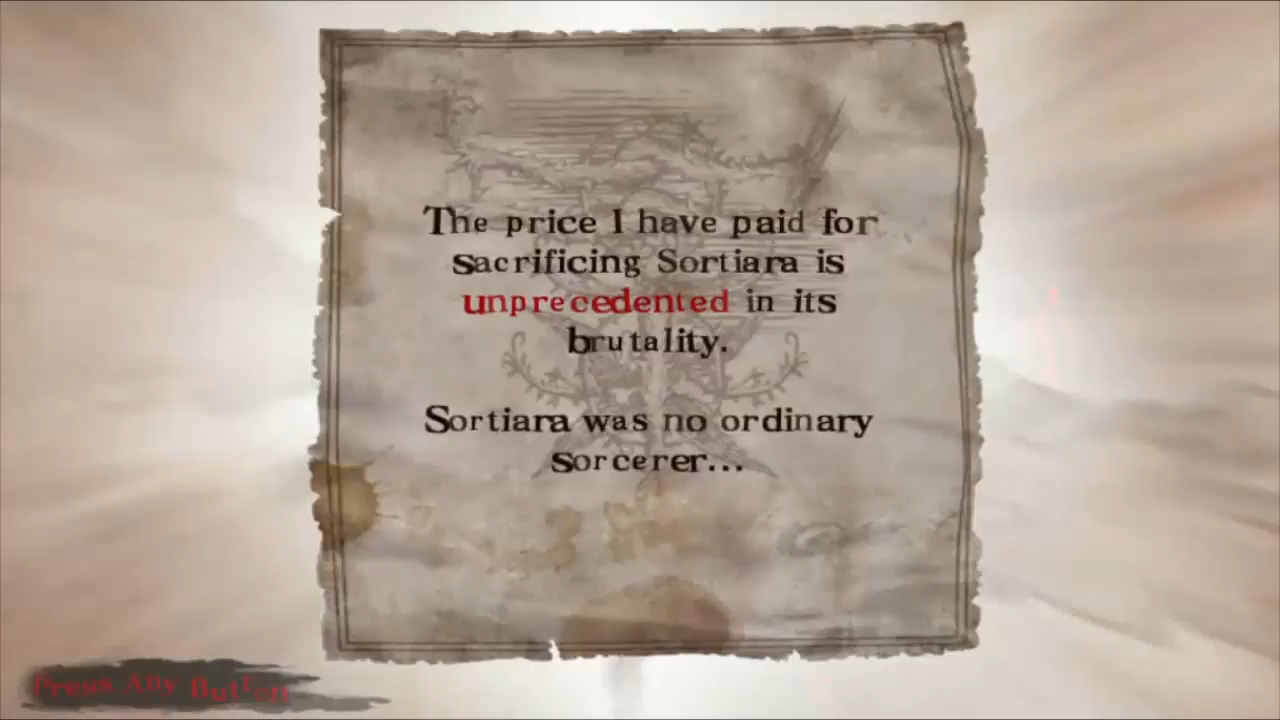 The price I have paid for
sacrificing Sortiara is
unprecedented in its
brutality.
Sortiara was no ordinary
sorcerer...
Press Any Button